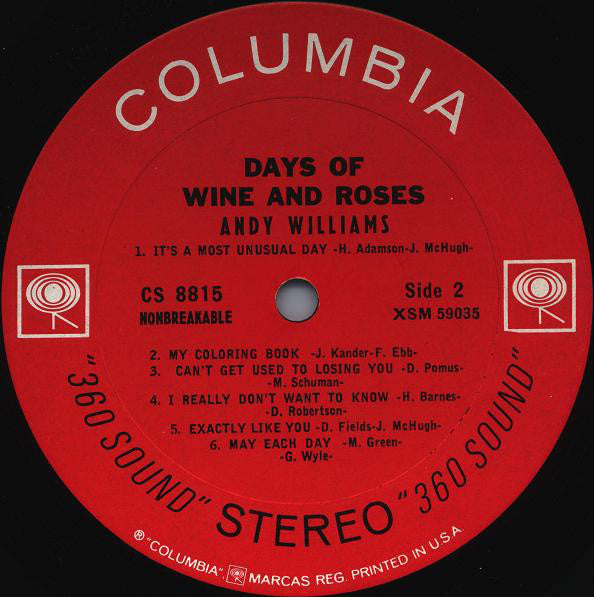 COLUMBIA
DAYS OF
WINE AND ROSES
ANDY WILLIAMS
1. IT'S A MOST UNUSUAL DAY -H. Adamson-J. McHugh-
CS 8815
NONBREAKABLE
Side 2
XSM 59035
2. MY COLORING BOOK -J. Kander-F. Ebb-
3. CAN'T GET USED TO LOSING YOU -D. Pomus-
-M. Schuman-
4. I REALLY DON'T WANT TO KNOW -H. Barnes-
-D. Robertson-
5. EXACTLY LIKE YOU -D. Fields-J. McHugh-
6. MAY EACH DAY -M. Green-
-G. Wyle-
"360 SOUND" STEREO "360 SOUND"
® "COLUMBIA", MARCAS REG. PRINTED IN U.S.A.